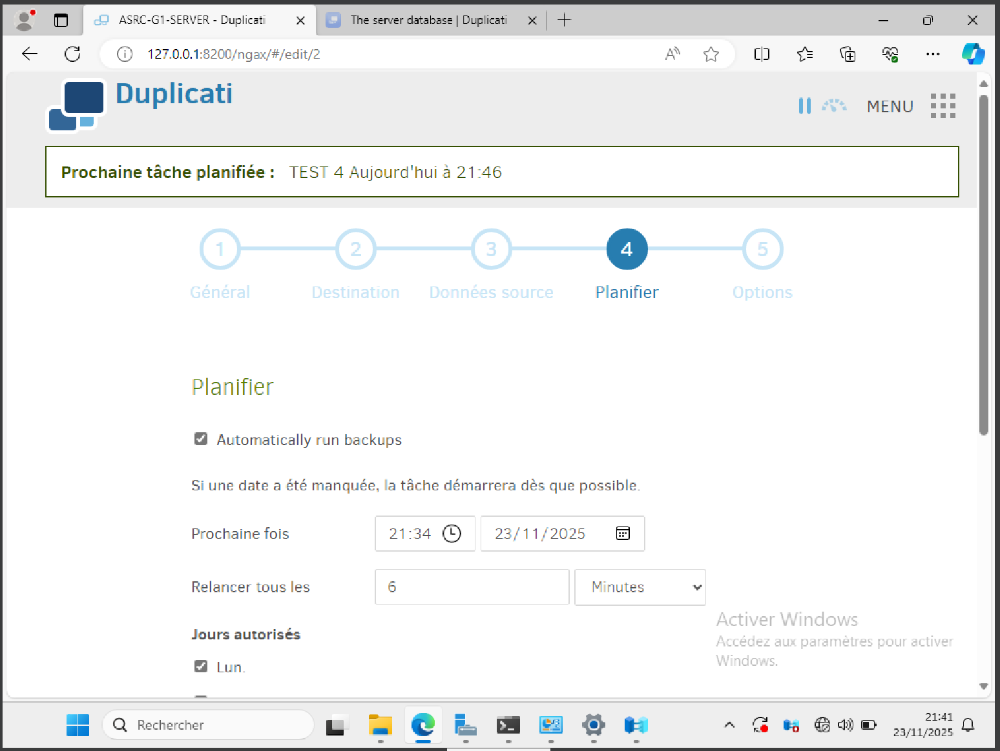 ASRC-G1-SERVER - Duplicati
The server database | Duplicati
127.0.0.1:8200/ngax/#/edit/2
Duplicati
MENU
Prochaine tâche planifiée : TEST 4 Aujourd'hui à 21:46
1 2 3 4 5
Général Destination Données source Planifier Options
Planifier
Automatically run backups
Si une date a été manquée, la tâche démarrera dès que possible.
Prochaine fois 21:34 23/11/2025
Relancer tous les 6 Minutes
Jours autorisés
Lun.
Activer Windows
Accédez aux paramètres pour activer
Windows.
Rechercher
21:41
23/11/2025